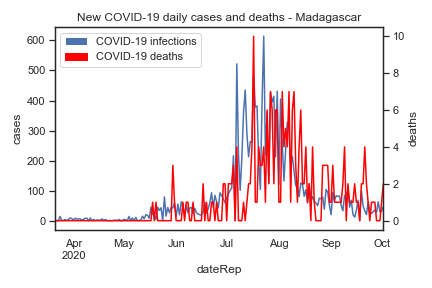 New COVID-19 daily cases and deaths - Madagascar
COVID-19 infections
COVID-19 deaths
600
500
400
300
200
100
0
cases
10
8
6
4
2
0
deaths
Apr May Jun Jul Aug Sep Oct
2020
dateRep